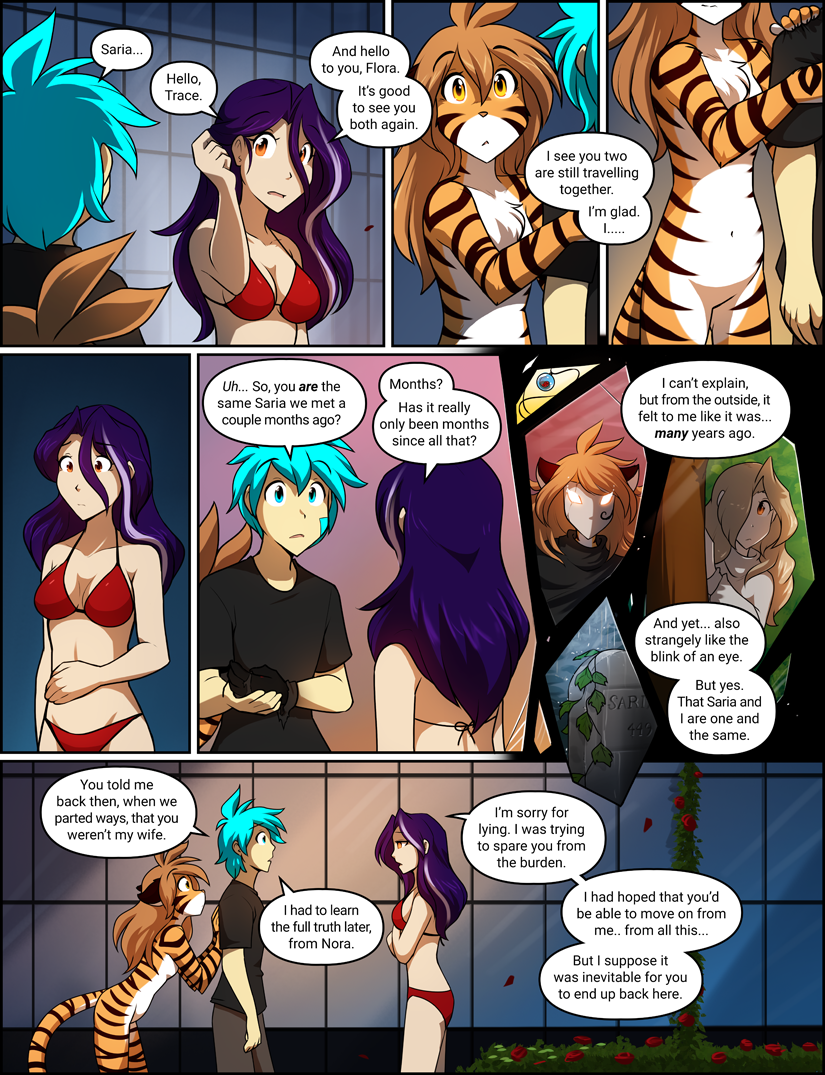 Saria...
Hello,
Trace.
And hello
to you, Flora.
It's good
to see you
both again.
I see you two
are still travelling
together.
I'm glad.
I.....
Uh... So, you are the
same Saria we met a
couple months ago?
Months?
Has it really
only been months
since all that?
I can't explain,
but from the outside, it
felt to me like it was...
many years ago.
And yet... also
strangely like the
blink of an eye.
But yes.
That Saria and
I are one and
the same.
SARI
You told me
back then, when we
parted ways, that you
weren't my wife.
I had to learn
the full truth later,
from Nora.
I'm sorry for
lying. I was trying
to spare you from
the burden.
I had hoped that you'd
be able to move on from
me.. from all this...
But I suppose it
was inevitable for you
to end up back here.